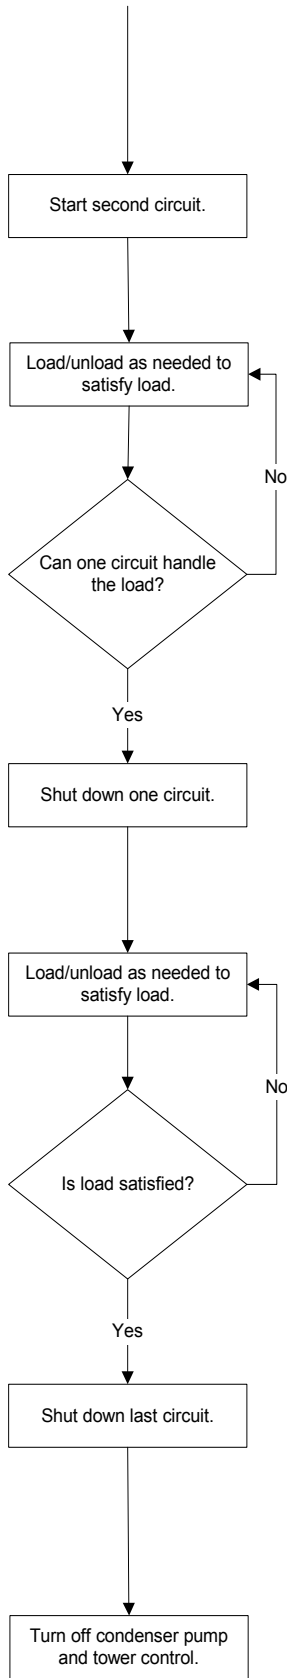 Start second circuit.
Load/unload as needed to
satisfy load.
No
Can one circuit handle
the load?
Yes
Shut down one circuit.
Load/unload as needed to
satisfy load.
No
Is load satisfied?
Yes
Shut down last circuit.
Turn off condenser pump
and tower control.